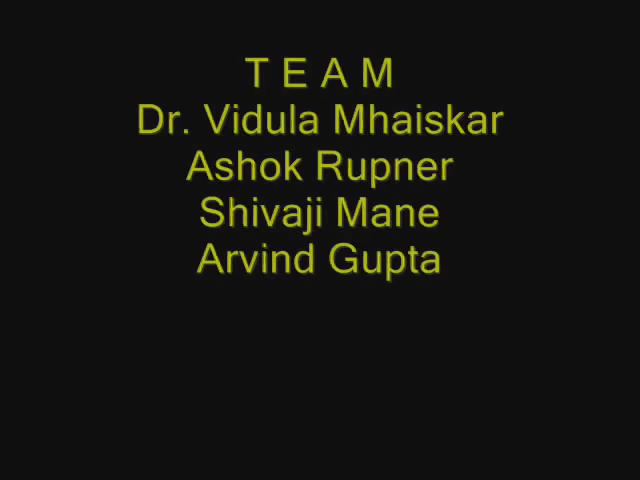 T E A M
Dr. Vidula Mhaiskar
Ashok Rupner
Shivaji Mane
Arvind Gupta